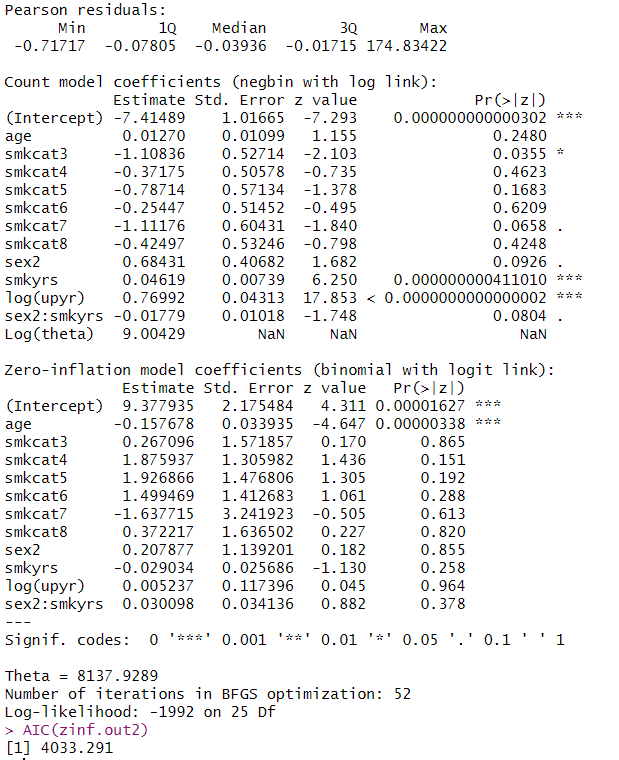 Pearson residuals:
Min 1Q Median 3Q Max
-0.71717 -0.07805 -0.03936 -0.01715 174.83422
Count model coefficients (negbin with log link):
Estimate Std. Error z value Pr(>|z|)
(Intercept) -7.41489 1.01665 -7.293 0.000000000000302 ***
age 0.01270 0.01099 1.155 0.2480
smkcat3 -1.10836 0.52714 -2.103 0.0355 *
smkcat4 -0.37175 0.50578 -0.735 0.4623
smkcat5 -0.78714 0.57134 -1.378 0.1683
smkcat6 -0.25447 0.51452 -0.495 0.6209
smkcat7 -1.11176 0.60431 -1.840 0.0658 .
smkcat8 -0.42497 0.53246 -0.798 0.4248
sex2 0.68431 0.40682 1.682 0.0926 .
smkyrs 0.04619 0.00739 6.250 0.000000000411010 ***
log(upyr) 0.76992 0.04313 17.853 < 0.0000000000000002 ***
sex2:smkyrs -0.01779 0.01018 -1.748 0.0804 .
Log(theta) 9.00429 NaN NaN NaN
Zero-inflation model coefficients (binomial with logit link):
Estimate Std. Error z value Pr(>|z|)
(Intercept) 9.377935 2.175484 4.311 0.00001627 ***
age -0.157678 0.033935 -4.647 0.00000338 ***
smkcat3 0.267096 1.571857 0.170 0.865
smkcat4 1.875937 1.305982 1.436 0.151
smkcat5 1.926866 1.476806 1.305 0.192
smkcat6 1.499469 1.412683 1.061 0.288
smkcat7 -1.637715 3.241923 -0.505 0.613
smkcat8 0.372217 1.636502 0.227 0.820
sex2 0.207877 1.139201 0.182 0.855
smkyrs -0.029034 0.025686 -1.130 0.258
log(upyr) 0.005237 0.117396 0.045 0.964
sex2:smkyrs 0.030098 0.034136 0.882 0.378
---
Signif. codes: 0 '***' 0.001 '**' 0.01 '*' 0.05 '.' 0.1 ' ' 1
Theta = 8137.9289
Number of iterations in BFGS optimization: 52
Log-likelihood: -1992 on 25 Df
> AIC(zinf.out2)
[1] 4033.291